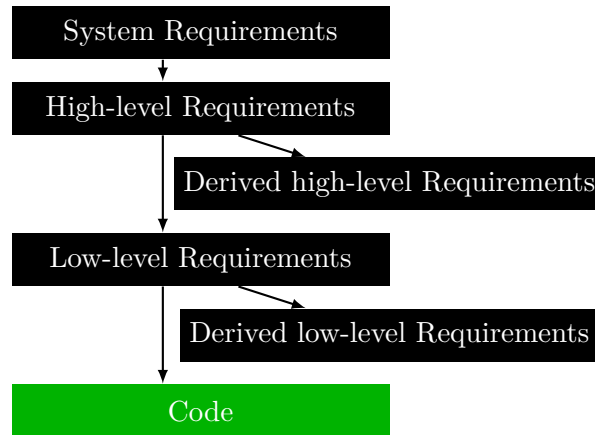 System Requirements
High-level Requirements
Derived high-level Requirements
Low-level Requirements
Derived low-level Requirements
Code